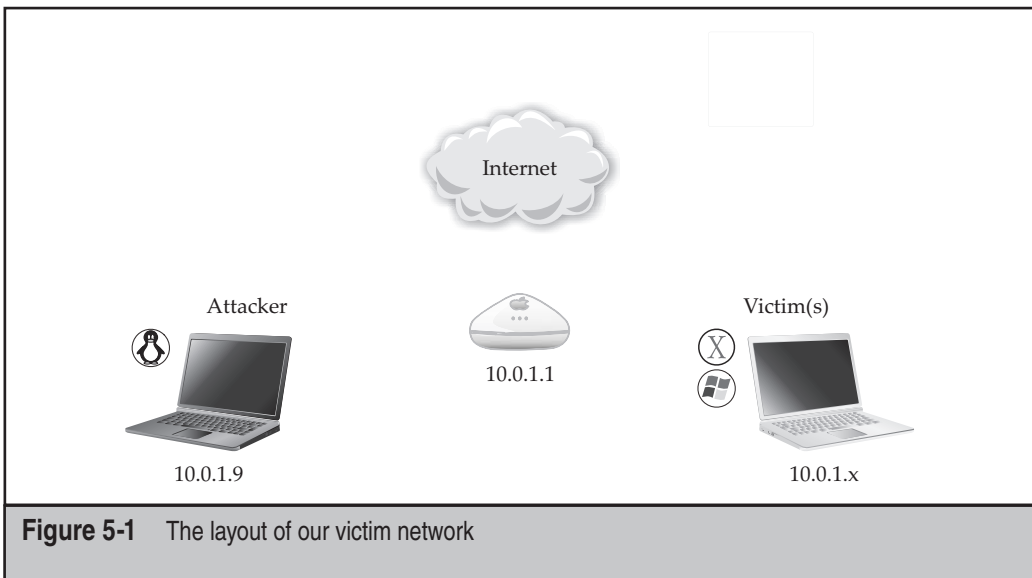 Internet
Attacker
Victim(s)
X
10.0.1.1
10.0.1.9
10.0.1.x
Figure 5-1 The layout of our victim network